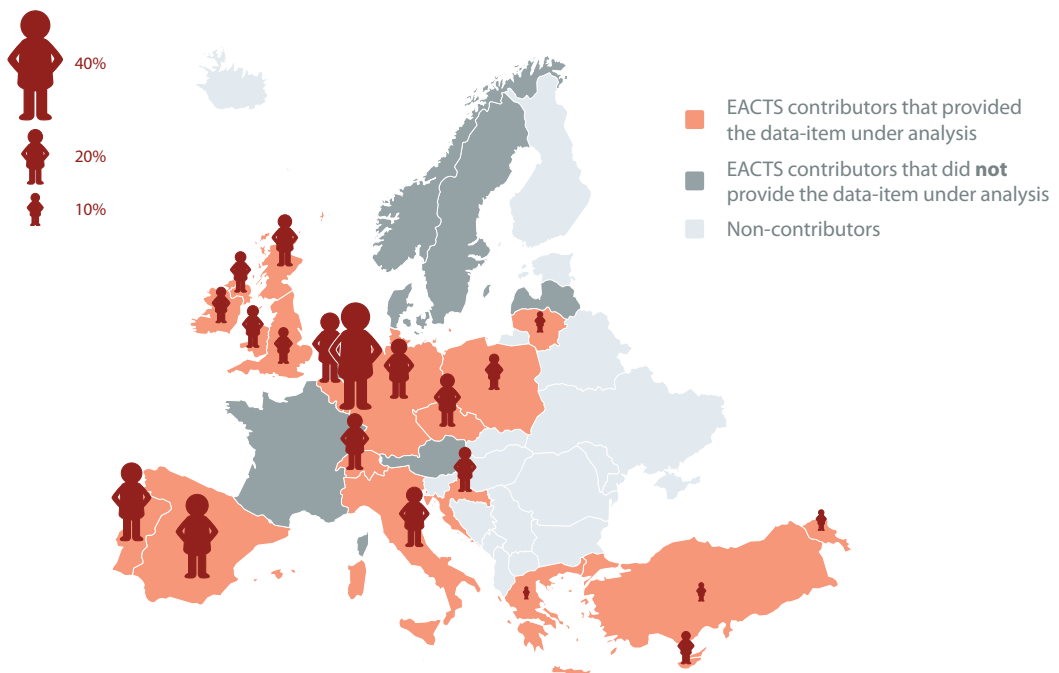 40%
20%
10%
EACTS contributors that provided
the data-item under analysis
EACTS contributors that did not
provide the data-item under analysis
Non-contributors